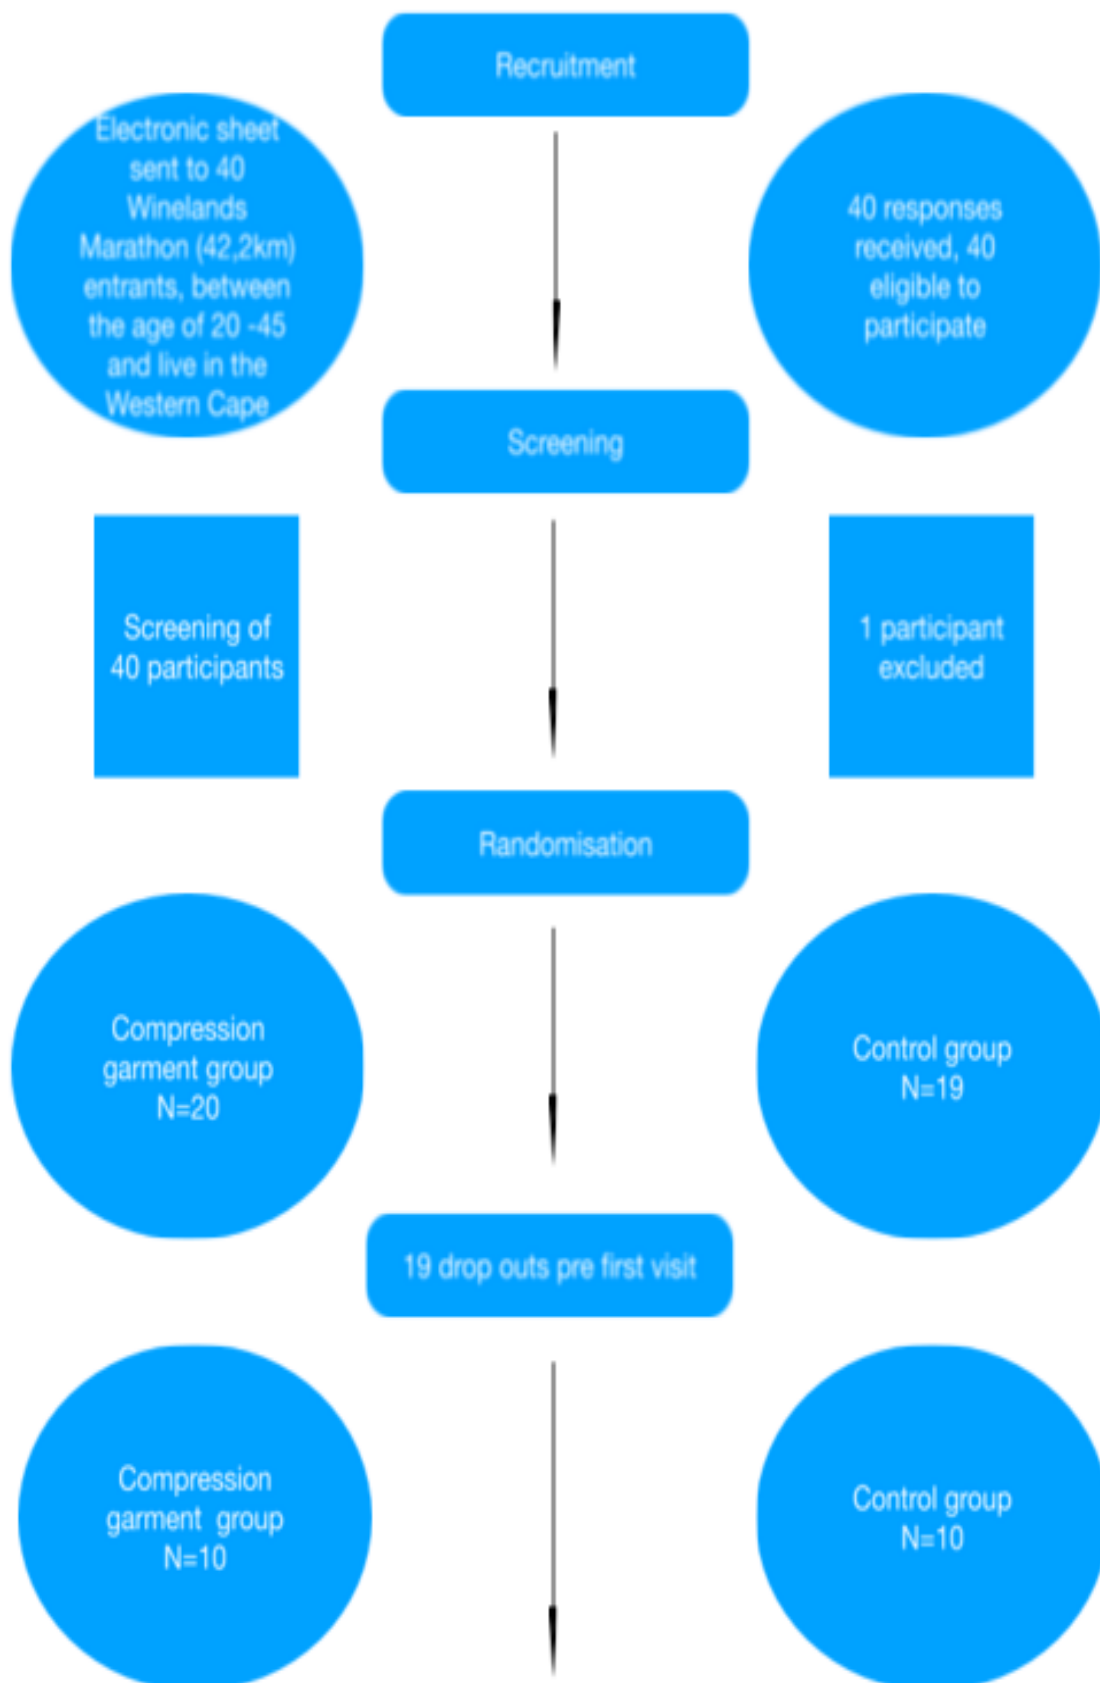 Recruitment
Electronic sheet
sent to 40
Winelands
Marathon (42,2km)
entrants, between
the age of 20 -45
and live in the
Western Cape
40 responses
received, 40
eligible to
participate
Screening
Screening of
40 participants
1 participant
excluded
Randomisation
Compression
garment group
N=20
Control group
N=19
19 drop outs pre first visit
Compression
garment  group
N=10
Control group
N=10